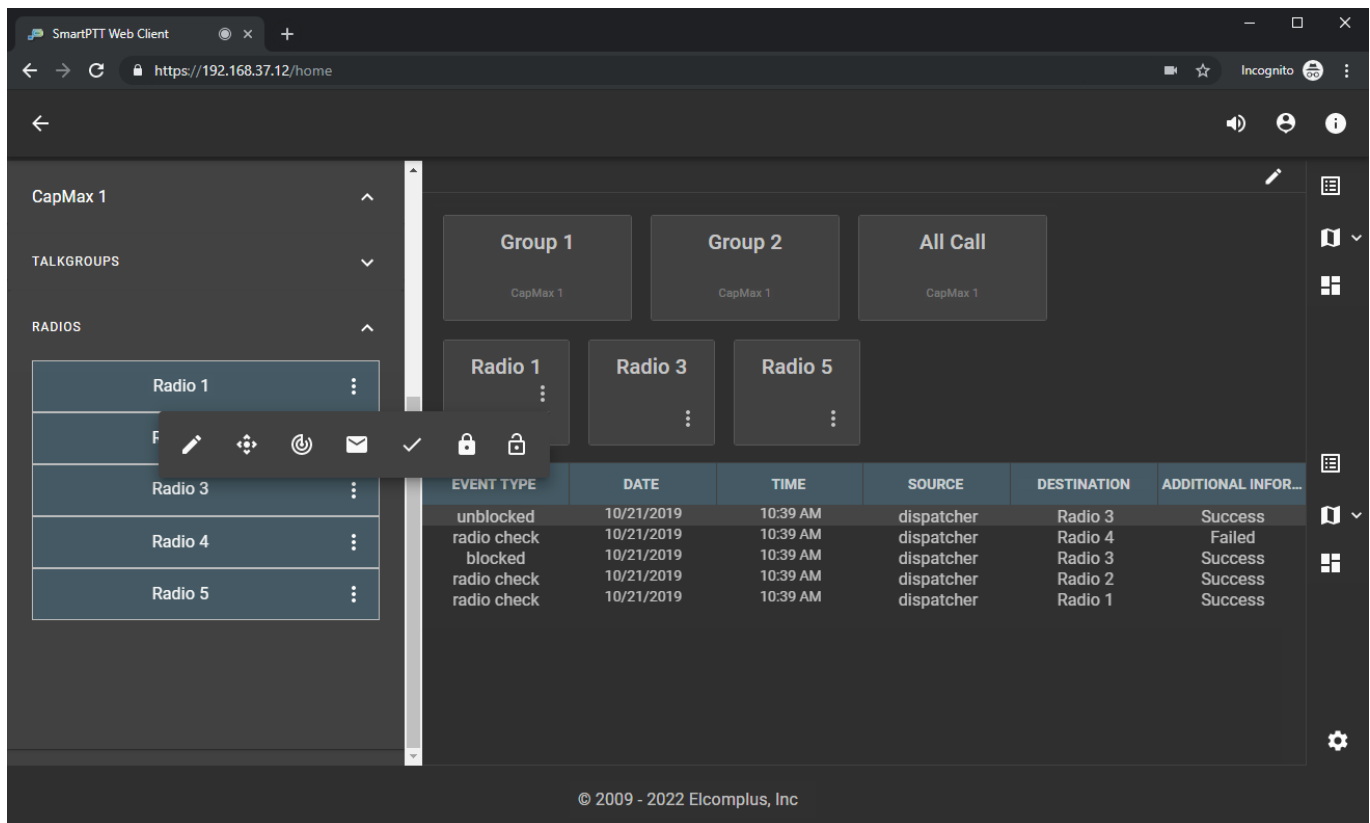 SmartPTT Web Client
https://192.168.37.12/home
Incognito
CapMax 1
TALKGROUPS
RADIOS
Radio 1
Radio 3
Radio 4
Radio 5
Group 1
CapMax 1
Group 2
CapMax 1
All Call
CapMax 1
Radio 1
Radio 3
Radio 5
EVENT TYPE DATE TIME SOURCE DESTINATION ADDITIONAL INFOR...
unblocked 10/21/2019 10:39 AM dispatcher Radio 3 Success
radio check 10/21/2019 10:39 AM dispatcher Radio 4 Failed
blocked 10/21/2019 10:39 AM dispatcher Radio 3 Success
radio check 10/21/2019 10:39 AM dispatcher Radio 2 Success
radio check 10/21/2019 10:39 AM dispatcher Radio 1 Success
© 2009 - 2022 Elcomplus, Inc